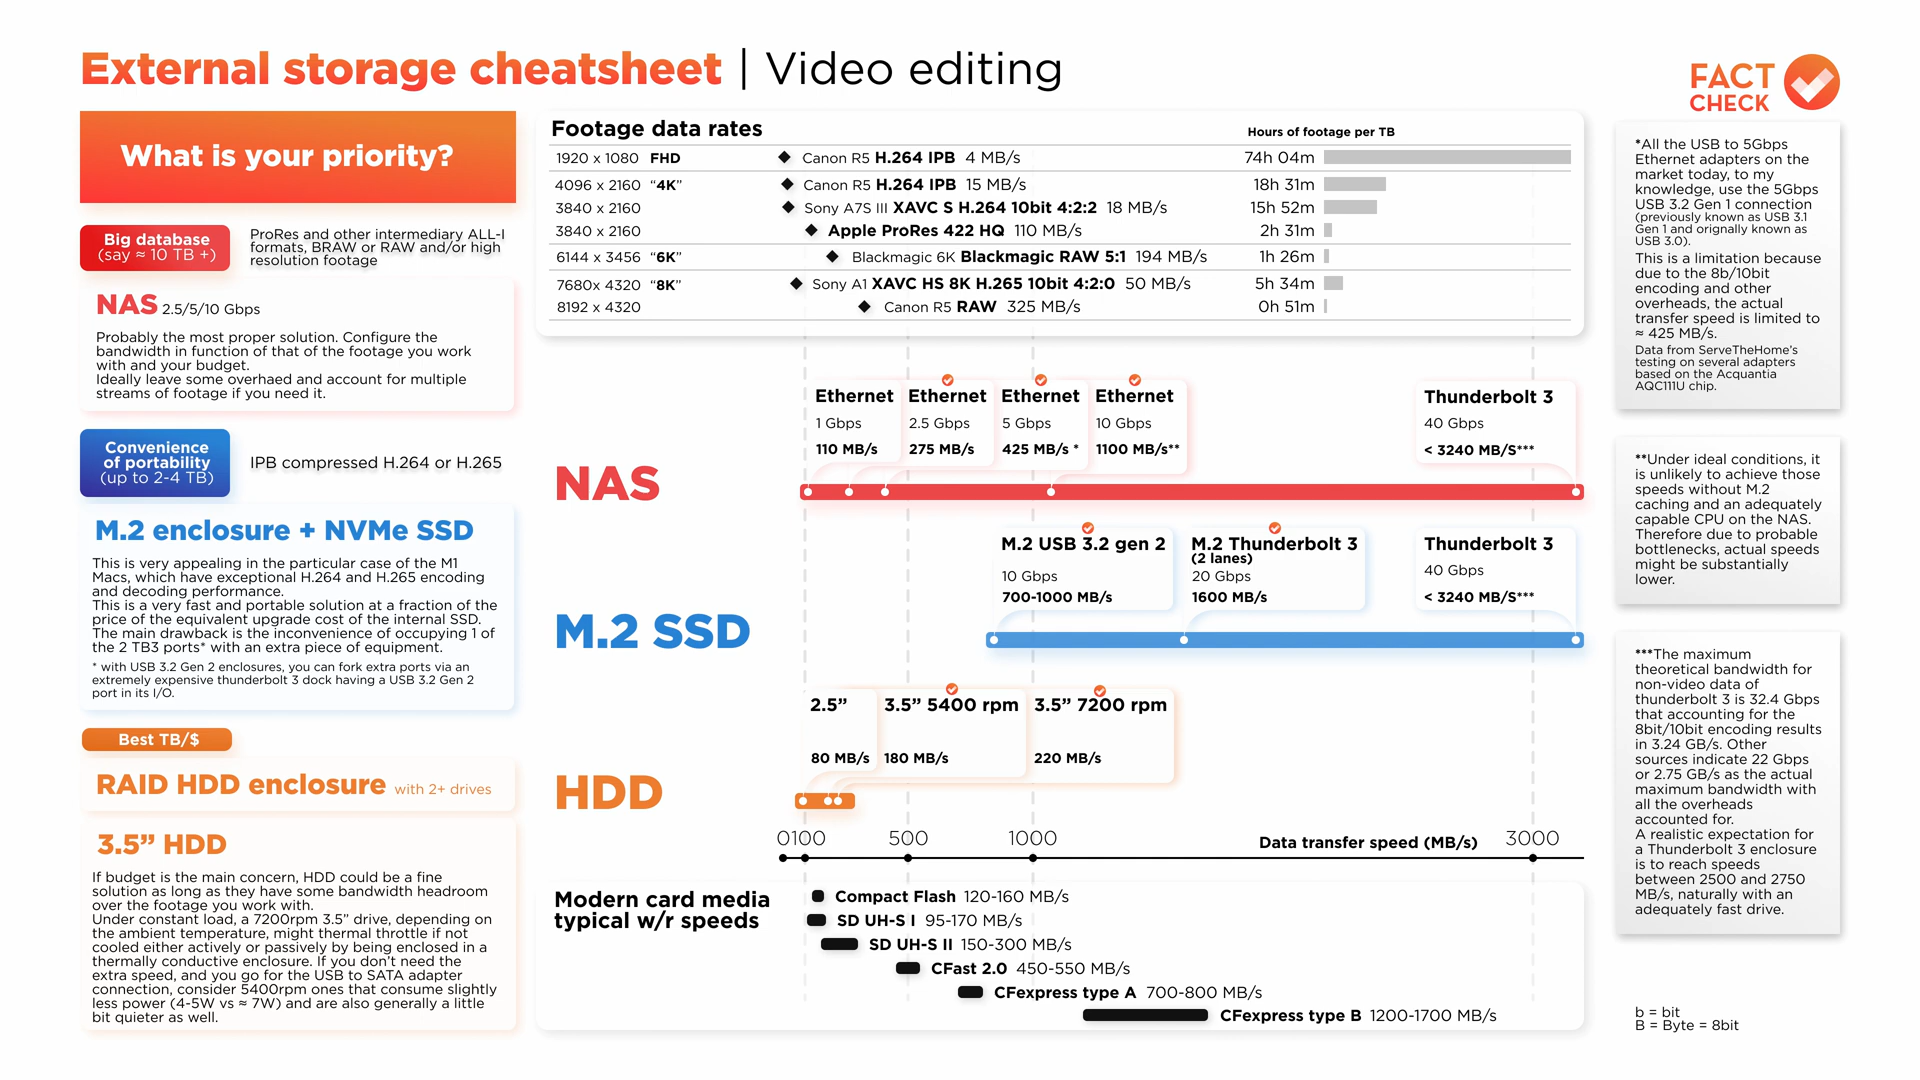 External storage cheatsheet | Video editing
What is your priority?
Big database
(say ≈ 10 TB +)
ProRes and other intermediary ALL-I
formats, BRAW or RAW and/or high
resolution footage
NAS 2.5/5/10 Gbps
Probably the most proper solution. Configure the
bandwidth in function of that of the footage you work
with and your budget.
Ideally leave some overhaed and account for multiple
streams of footage if you need it.
Convenience
of portability
(up to 2-4 TB)
IPB compressed H.264 or H.265
M.2 enclosure + NVMe SSD
This is very appealing in the particular case of the M1
Macs, which have exceptional H.264 and H.265 encoding
and decoding performance.
This is a very fast and portable solution at a fraction of the
price of the equivalent upgrade cost of the internal SSD.
The main drawback is the inconvenience of occupying 1 of
the 2 TB3 ports* with an extra piece of equipment.
* with USB 3.2 Gen 2 enclosures, you can fork extra ports via an
extremely expensive thunderbolt 3 dock having a USB 3.2 Gen 2
port in its I/O.
Best TB/$
RAID HDD enclosure with 2+ drives
3.5” HDD
If budget is the main concern, HDD could be a fine
solution as long as they have some bandwidth headroom
over the footage you work with.
Under constant load, a 7200rpm 3.5” drive, depending on
the ambient temperature, might thermal throttle if not
cooled either actively or passively by being enclosed in a
thermally conductive enclosure. If you don’t need the
extra speed, and you go for the USB to SATA adapter
connection, consider 5400rpm ones that consume slightly
less power (4-5W vs ≈ 7W) and are also generally a little
bit quieter as well.
Footage data rates Hours of footage per TB
1920 x 1080 FHD Canon R5 H.264 IPB 4 MB/s 74h 04m
4096 x 2160 “4K” Canon R5 H.264 IPB 15 MB/s 18h 31m
3840 x 2160 Sony A7S III XAVC S H.264 10bit 4:2:2 18 MB/s 15h 52m
3840 x 2160 Apple ProRes 422 HQ 110 MB/s 2h 31m
6144 x 3456 “6K” Blackmagic 6K Blackmagic RAW 5:1 194 MB/s 1h 26m
7680x 4320 “8K” Sony A1 XAVC HS 8K H.265 10bit 4:2:0 50 MB/s 5h 34m
8192 x 4320 Canon R5 RAW 325 MB/s 0h 51m
NAS
Ethernet Ethernet Ethernet Ethernet Thunderbolt 3
1 Gbps 2.5 Gbps 5 Gbps 10 Gbps 40 Gbps
110 MB/s 275 MB/s 425 MB/s * 1100 MB/s** < 3240 MB/S***
M.2 SSD
M.2 USB 3.2 gen 2 M.2 Thunderbolt 3 Thunderbolt 3
(2 lanes)
10 Gbps 20 Gbps 40 Gbps
700-1000 MB/s 1600 MB/s < 3240 MB/S***
HDD
2.5” 3.5” 5400 rpm 3.5” 7200 rpm
80 MB/s 180 MB/s 220 MB/s
0 100 500 1000 Data transfer speed (MB/s) 3000
Modern card media
typical w/r speeds
Compact Flash 120-160 MB/s
SD UH-S I 95-170 MB/s
SD UH-S II 150-300 MB/s
CFast 2.0 450-550 MB/s
CFexpress type A 700-800 MB/s
CFexpress type B 1200-1700 MB/s
FACT
CHECK
*All the USB to 5Gbps
Ethernet adapters on the
market today, to my
knowledge, use the 5Gbps
USB 3.2 Gen 1 connection
(previously known as USB 3.1
Gen 1 and orignally known as
USB 3.0).
This is a limitation because
due to the 8b/10bit
encoding and other
overheads, the actual
transfer speed is limited to
≈ 425 MB/s.
Data from ServeTheHome’s
testing on several adapters
based on the Acquantia
AQC111U chip.
**Under ideal conditions, it
is unlikely to achieve those
speeds without M.2
caching and an adequately
capable CPU on the NAS.
Therefore due to probable
bottlenecks, actual speeds
might be substantially
lower.
***The maximum
theoretical bandwidth for
non-video data of
thunderbolt 3 is 32.4 Gbps
that accounting for the
8bit/10bit encoding results
in 3.24 GB/s. Other
sources indicate 22 Gbps
or 2.75 GB/s as the actual
maximum bandwidth with
all the overheads
accounted for.
A realistic expectation for
a Thunderbolt 3 enclosure
is to reach speeds
between 2500 and 2750
MB/s, naturally with an
adequately fast drive.
b = bit
B = Byte = 8bit